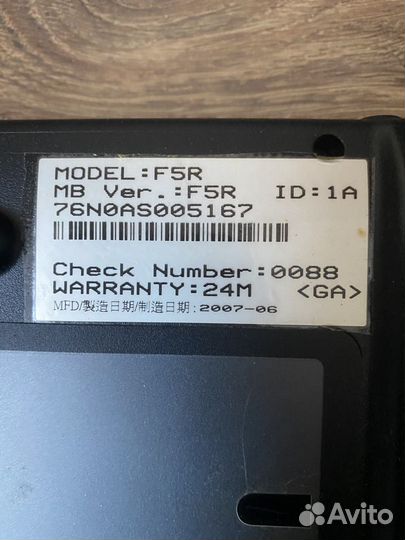 MODEL:F5R
MB Ver.:F5R ID:1A
76N0AS005167
Check Number:0088
WARRANTY:24M <GA>
MFD/製造日期/制造日期:2007-06
Avito